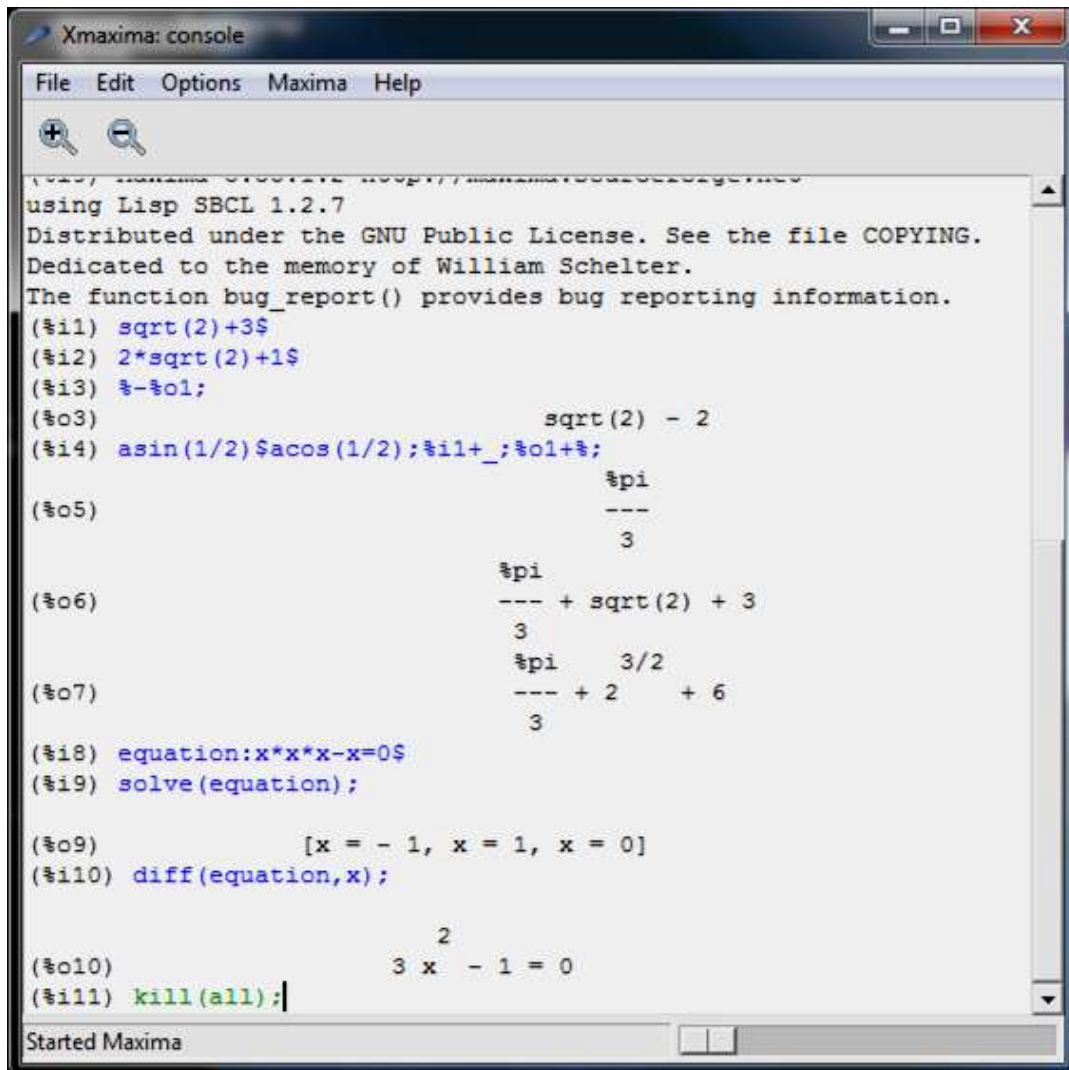 Xmaxima: console
File Edit Options Maxima Help
using Lisp SBCL 1.2.7
Distributed under the GNU Public License. See the file COPYING.
Dedicated to the memory of William Schelter.
The function bug_report() provides bug reporting information.
(%i1) sqrt(2)+3$
(%i2) 2*sqrt(2)+1$
(%i3) %-%o1;
(%o3) sqrt(2) - 2
(%i4) asin(1/2)$acos(1/2);%i1+_;%o1+%;
%pi
(%o5) ---
3
%pi
(%o6) --- + sqrt(2) + 3
3
%pi 3/2
(%o7) --- + 2 + 6
3
(%i8) equation:x*x*x-x=0$
(%i9) solve(equation);
(%o9) [x = - 1, x = 1, x = 0]
(%i10) diff(equation,x);
2
(%o10) 3 x - 1 = 0
(%i11) kill(all);
Started Maxima